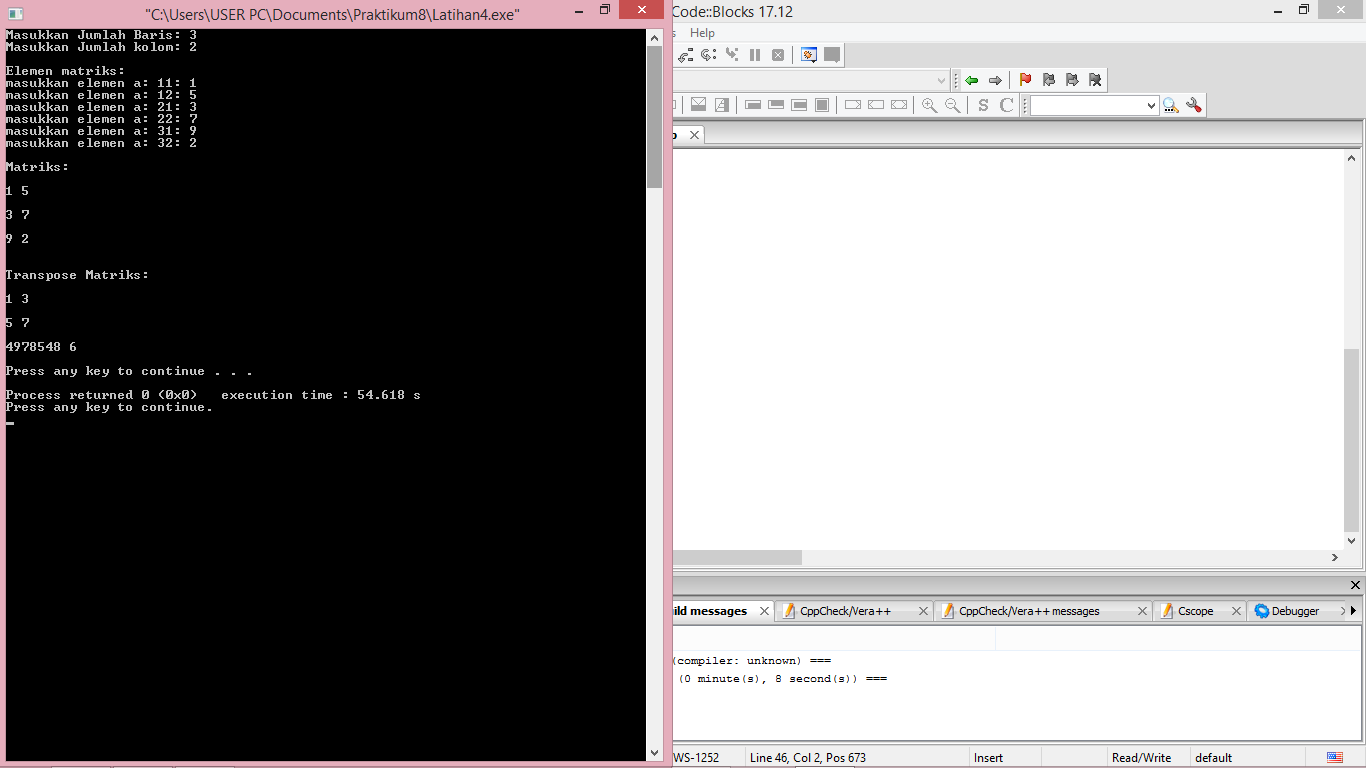 "C:\Users\USER PC\Documents\Praktikum8\Latihan4.exe"
Masukkan Jumlah Baris: 3
Masukkan Jumlah kolom: 2
Elemen matriks:
masukkan elemen a: 11: 1
masukkan elemen a: 12: 5
masukkan elemen a: 21: 3
masukkan elemen a: 22: 7
masukkan elemen a: 31: 9
masukkan elemen a: 32: 2
Matriks:
1 5
3 7
9 2
Transpose Matriks:
1 3
5 7
4978548 6
Press any key to continue . . .
Process returned 0 (0x0)   execution time : 54.618 s
Press any key to continue.
Code::Blocks 17.12
s Help
S C
p
ild messages
CppCheck/Vera++
CppCheck/Vera++ messages
Cscope
Debugger
(compiler: unknown) ===
(0 minute(s), 8 second(s)) ===
WS-1252
Line 46, Col 2, Pos 673
Insert
Read/Write
default